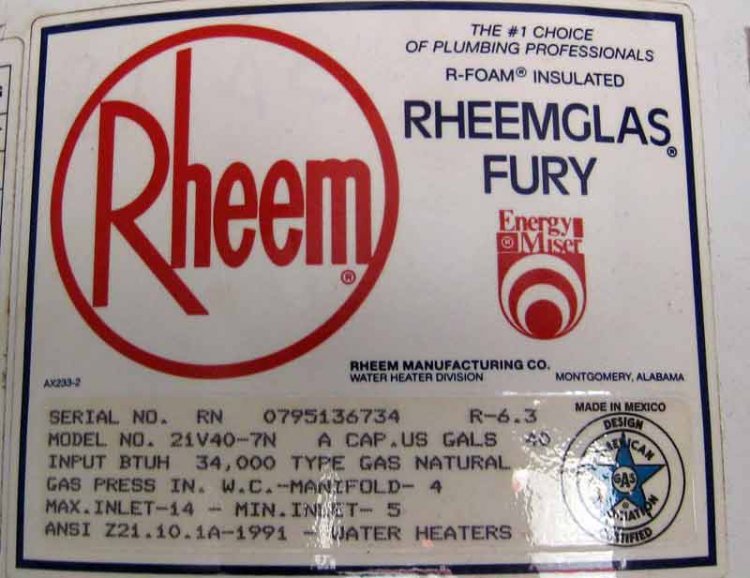 THE #1 CHOICE
OF PLUMBING PROFESSIONALS
R-FOAM® INSULATED
Rheem®
RHEEMGLAS®
FURY
Energy
Miser
®
AX233-2
RHEEM MANUFACTURING CO.
WATER HEATER DIVISION MONTGOMERY, ALABAMA
SERIAL NO. RN 0795136734 R-6.3
MODEL NO. 21V40-7N A CAP.US GALS 40
INPUT BTUH 34,000 TYPE GAS NATURAL
GAS PRESS IN. W.C.-MANIFOLD- 4
MAX.INLET-14 - MIN.INLET- 5
ANSI Z21.10.1A-1991 - WATER HEATERS
MADE IN MEXICO
DESIGN
GAS
CERTIFIED